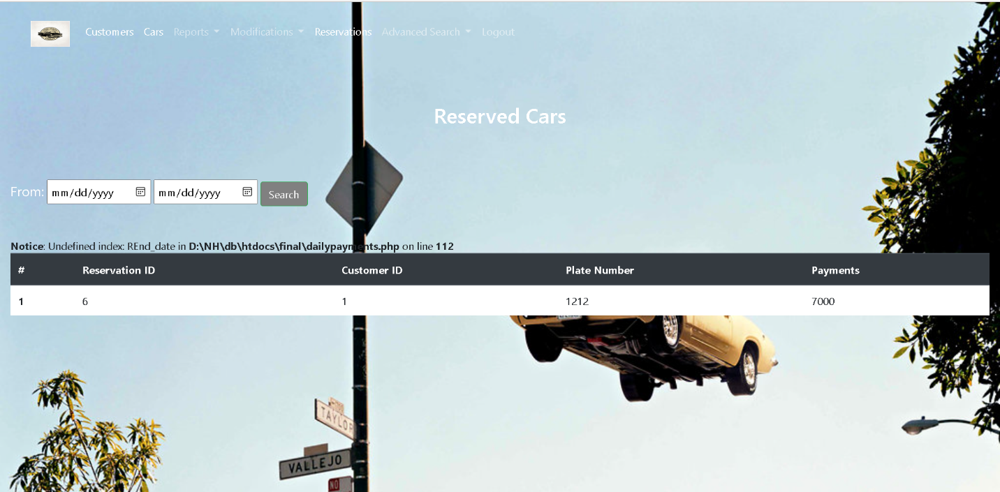 Customers Cars Reports Modifications Reservations Advanced Search Logout
Reserved Cars
From: mm/dd/yyyy mm/dd/yyyy Search
Notice: Undefined index: REnd_date in D:\NH\db\htdocs\final\dailypayments.php on line 112
# Reservation ID Customer ID Plate Number Payments
1 6 1 1212 7000
TAYLOR
VALLEJO
NO